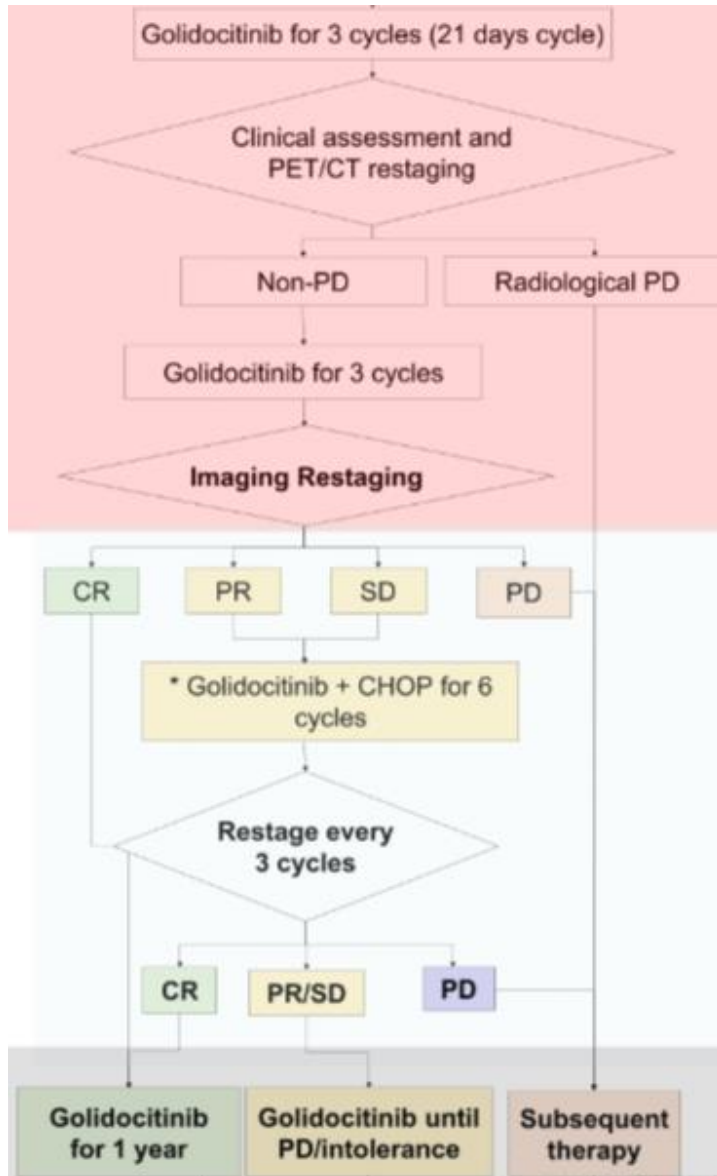 Golidocitinib for 3 cycles (21 days cycle)
Clinical assessment and
PET/CT restaging
Non-PD
Radiological PD
Golidocitinib for 3 cycles
Imaging Restaging
CR
PR
SD
PD
* Golidocitinib + CHOP for 6
cycles
Restage every
3 cycles
CR
PR/SD
PD
Golidocitinib
for 1 year
Golidocitinib until
PD/intolerance
Subsequent
therapy